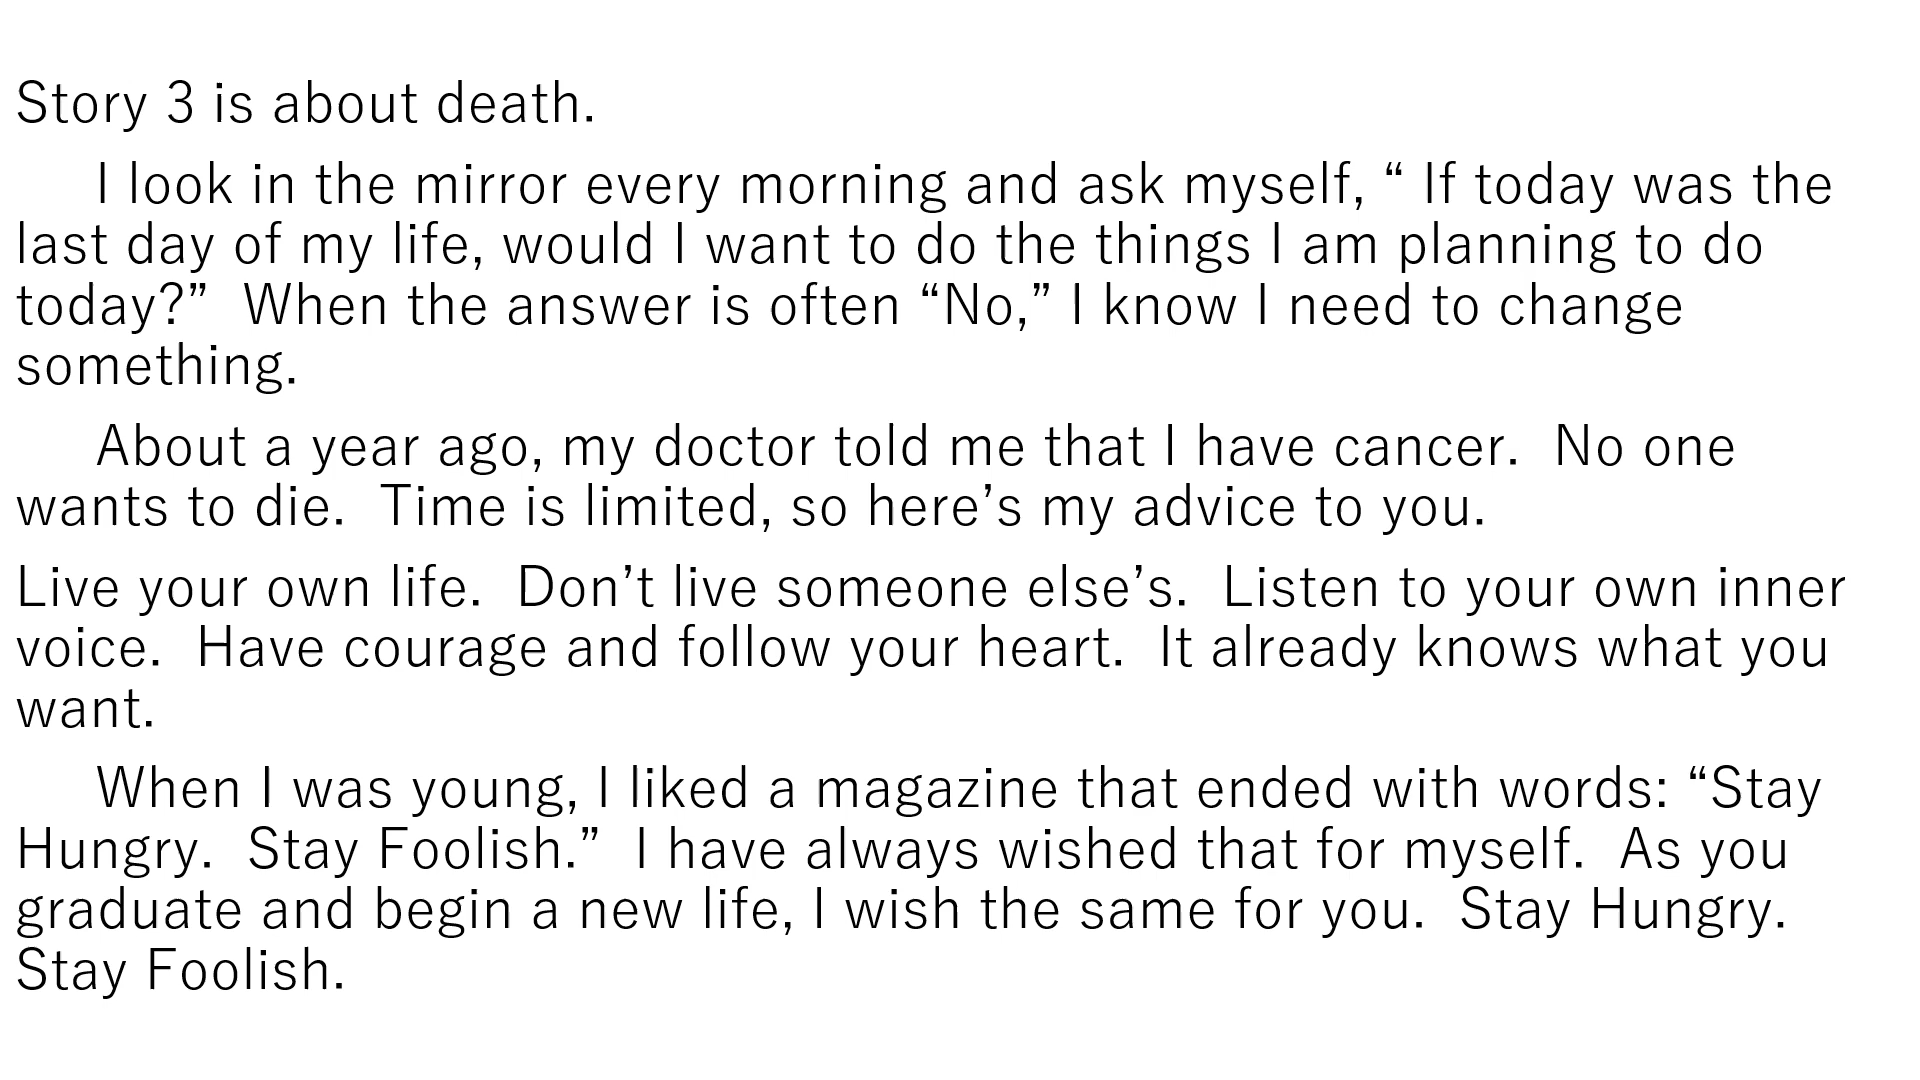 Story 3 is about death.
I look in the mirror every morning and ask myself, “ If today was the
last day of my life, would I want to do the things I am planning to do
today?”  When the answer is often “No,” I know I need to change
something.
About a year ago, my doctor told me that I have cancer.  No one
wants to die.  Time is limited, so here’s my advice to you.
Live your own life.  Don’t live someone else’s.  Listen to your own inner
voice.  Have courage and follow your heart.  It already knows what you
want.
When I was young, I liked a magazine that ended with words: “Stay
Hungry.  Stay Foolish.”  I have always wished that for myself.  As you
graduate and begin a new life, I wish the same for you.  Stay Hungry.
Stay Foolish.